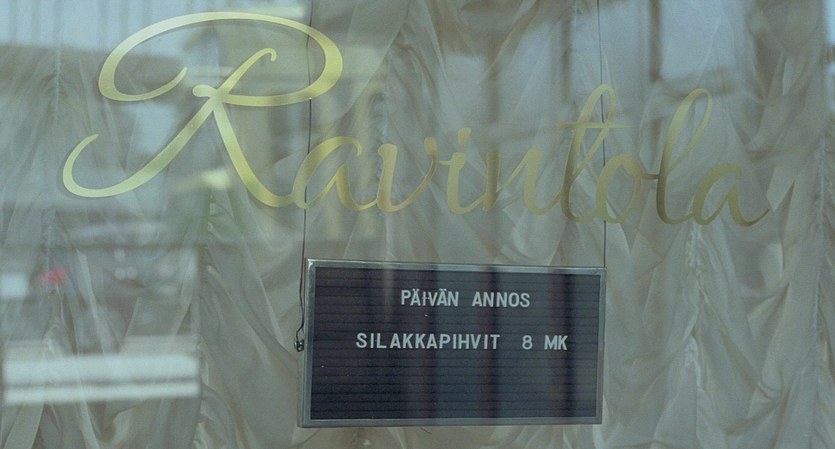 Ravintola
PÄIVÄN ANNOS
SILAKKAPIHVIT 8 MK